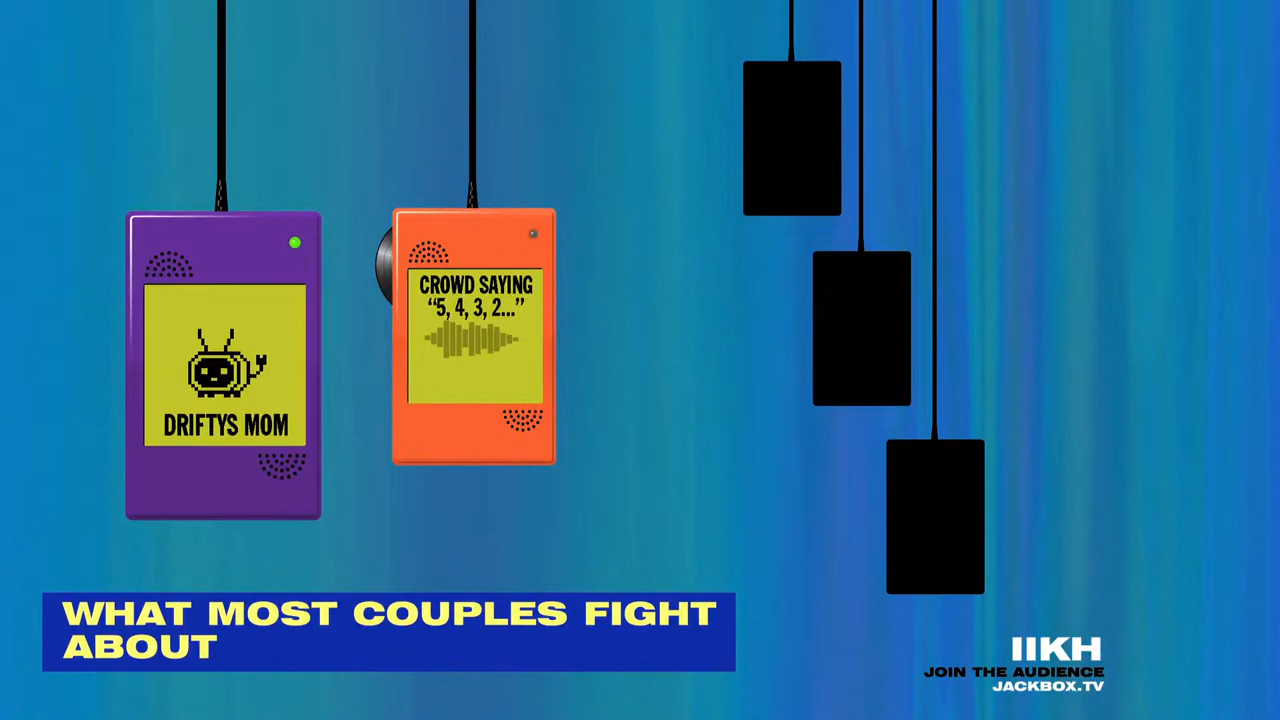 DRIFTYS MOM
CROWD SAYING
“5, 4, 3, 2...”
WHAT MOST COUPLES FIGHT
ABOUT
IIKH
JOIN THE AUDIENCE
JACKBOX.TV